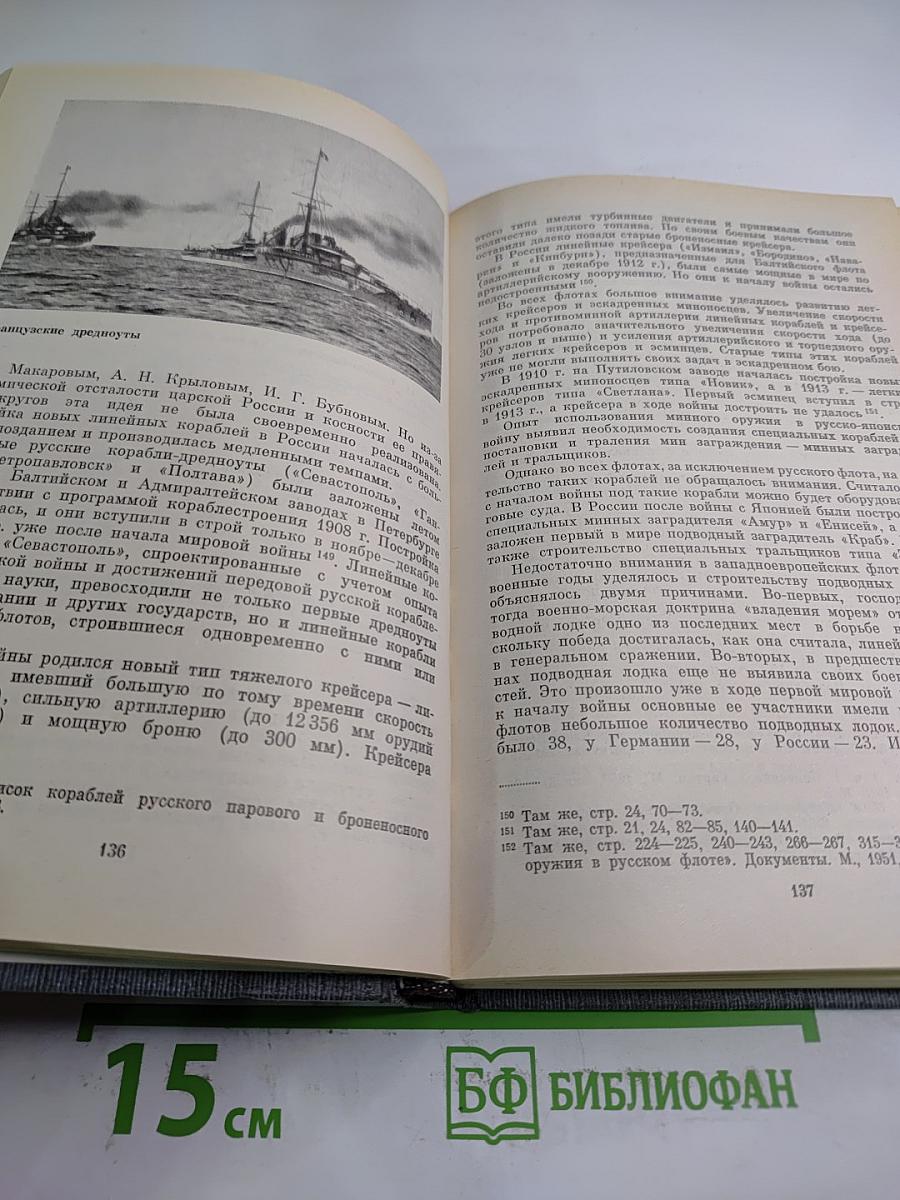 анцузские дредноуты
Макаровым, А. Н. Крыловым, И. Г. Бубновым. Но из-за
мической отсталости царской России и косности ее прави-
кругов эта идея не была своевременно реализована.
йка новых линейных кораблей в России началась с боль-
позданием и производилась медленными темпами.
ые русские корабли-дредноуты («Севастополь», «Ган-
етропавловск» и «Полтава») были заложены летом
Балтийском и Адмиралтейском заводах в Петербурге
твии с программой кораблестроения 1908 г. Постройка
лась, и они вступили в строй только в ноябре—декабре
уже после начала мировой войны 149. Линейные ко-
«Севастополь», спроектированные с учетом опыта
кой войны и достижений передовой русской корабле-
науки, превосходили не только первые дредноуты
ании и других государств, но и линейные корабли
флотов, строившиеся одновременно с ними или
йны родился новый тип тяжелого крейсера — ли-
имевший большую по тому времени скорость
), сильную артиллерию (до 12 356 мм орудий
) и мощную броню (до 300 мм). Крейсера
исок кораблей русского парового и броненосного
136
этого типа имели турбинные двигатели и принимали большое
количество жидкого топлива. По своим боевым качествам они
оставили далеко позади старые броненосные крейсера.
В России линейные крейсера («Измаил», «Бородино», «Нава-
рин» и «Кинбурн»), предназначенные для Балтийского флота
(заложены в декабре 1912 г.), были самые мощные в мире по
артиллерийскому вооружению. Но они к началу войны остались
недостроенными 150.
Во всех флотах большое внимание уделялось развитию лег-
ких крейсеров и эскадренных миноносцев. Увеличение скорости
хода и противоминной артиллерии линейных кораблей и крейсе-
ров потребовало значительного увеличения скорости хода (до
30 узлов и выше) и усиления артиллерийского и торпедного ору-
жия легких крейсеров и эсминцев. Старые типы этих кораблей
уже не могли выполнять своих задач в эскадренном бою.
В 1910 г. на Путиловском заводе началась постройка новы
эскадренных миноносцев типа «Новик», а в 1913 г. — легки
крейсеров типа «Светлана». Первый эсминец вступил в стр
в 1913 г., а крейсера в ходе войны достроить не удалось 151.
Опыт использования минного оружия в русско-японс
войну выявил необходимость создания специальных кораблей
постановки и траления мин заграждения — минных заград
лей и тральщиков.
Однако во всех флотах, за исключением русского флота, на
тельство таких кораблей не обращалось внимания. Считало
с началом войны под такие корабли можно будет оборудова
говые суда. В России после войны с Японией были построе
специальных минных заградителя «Амур» и «Енисей», а
заложен первый в мире подводный заградитель «Краб».
также строительство специальных тральщиков типа
Недостаточно внимания в западноевропейских флот
военные годы уделялось и строительству подводных
объяснялось двумя причинами. Во-первых, господ
тогда военно-морская доктрина «владения морем» от
водной лодке одно из последних мест в борьбе н
скольку победа достигалась, как она считала, линей
в генеральном сражении. Во-вторых, в предшеств
нах подводная лодка еще не выявила своих боев
стей. Это произошло уже в ходе первой мировой
к началу войны основные ее участники имели
флотов небольшое количество подводных лодок.
было 38, у Германии — 28, у России — 23. И
150 Там же, стр. 24, 70—73.
151 Там же, стр. 21, 24, 82—85, 140—141.
152 Там же, стр. 224—225, 240—243, 266—267, 315—3
оружия в русском флоте». Документы. М., 1951,
137
15 см
БФ БИБЛИОФАН